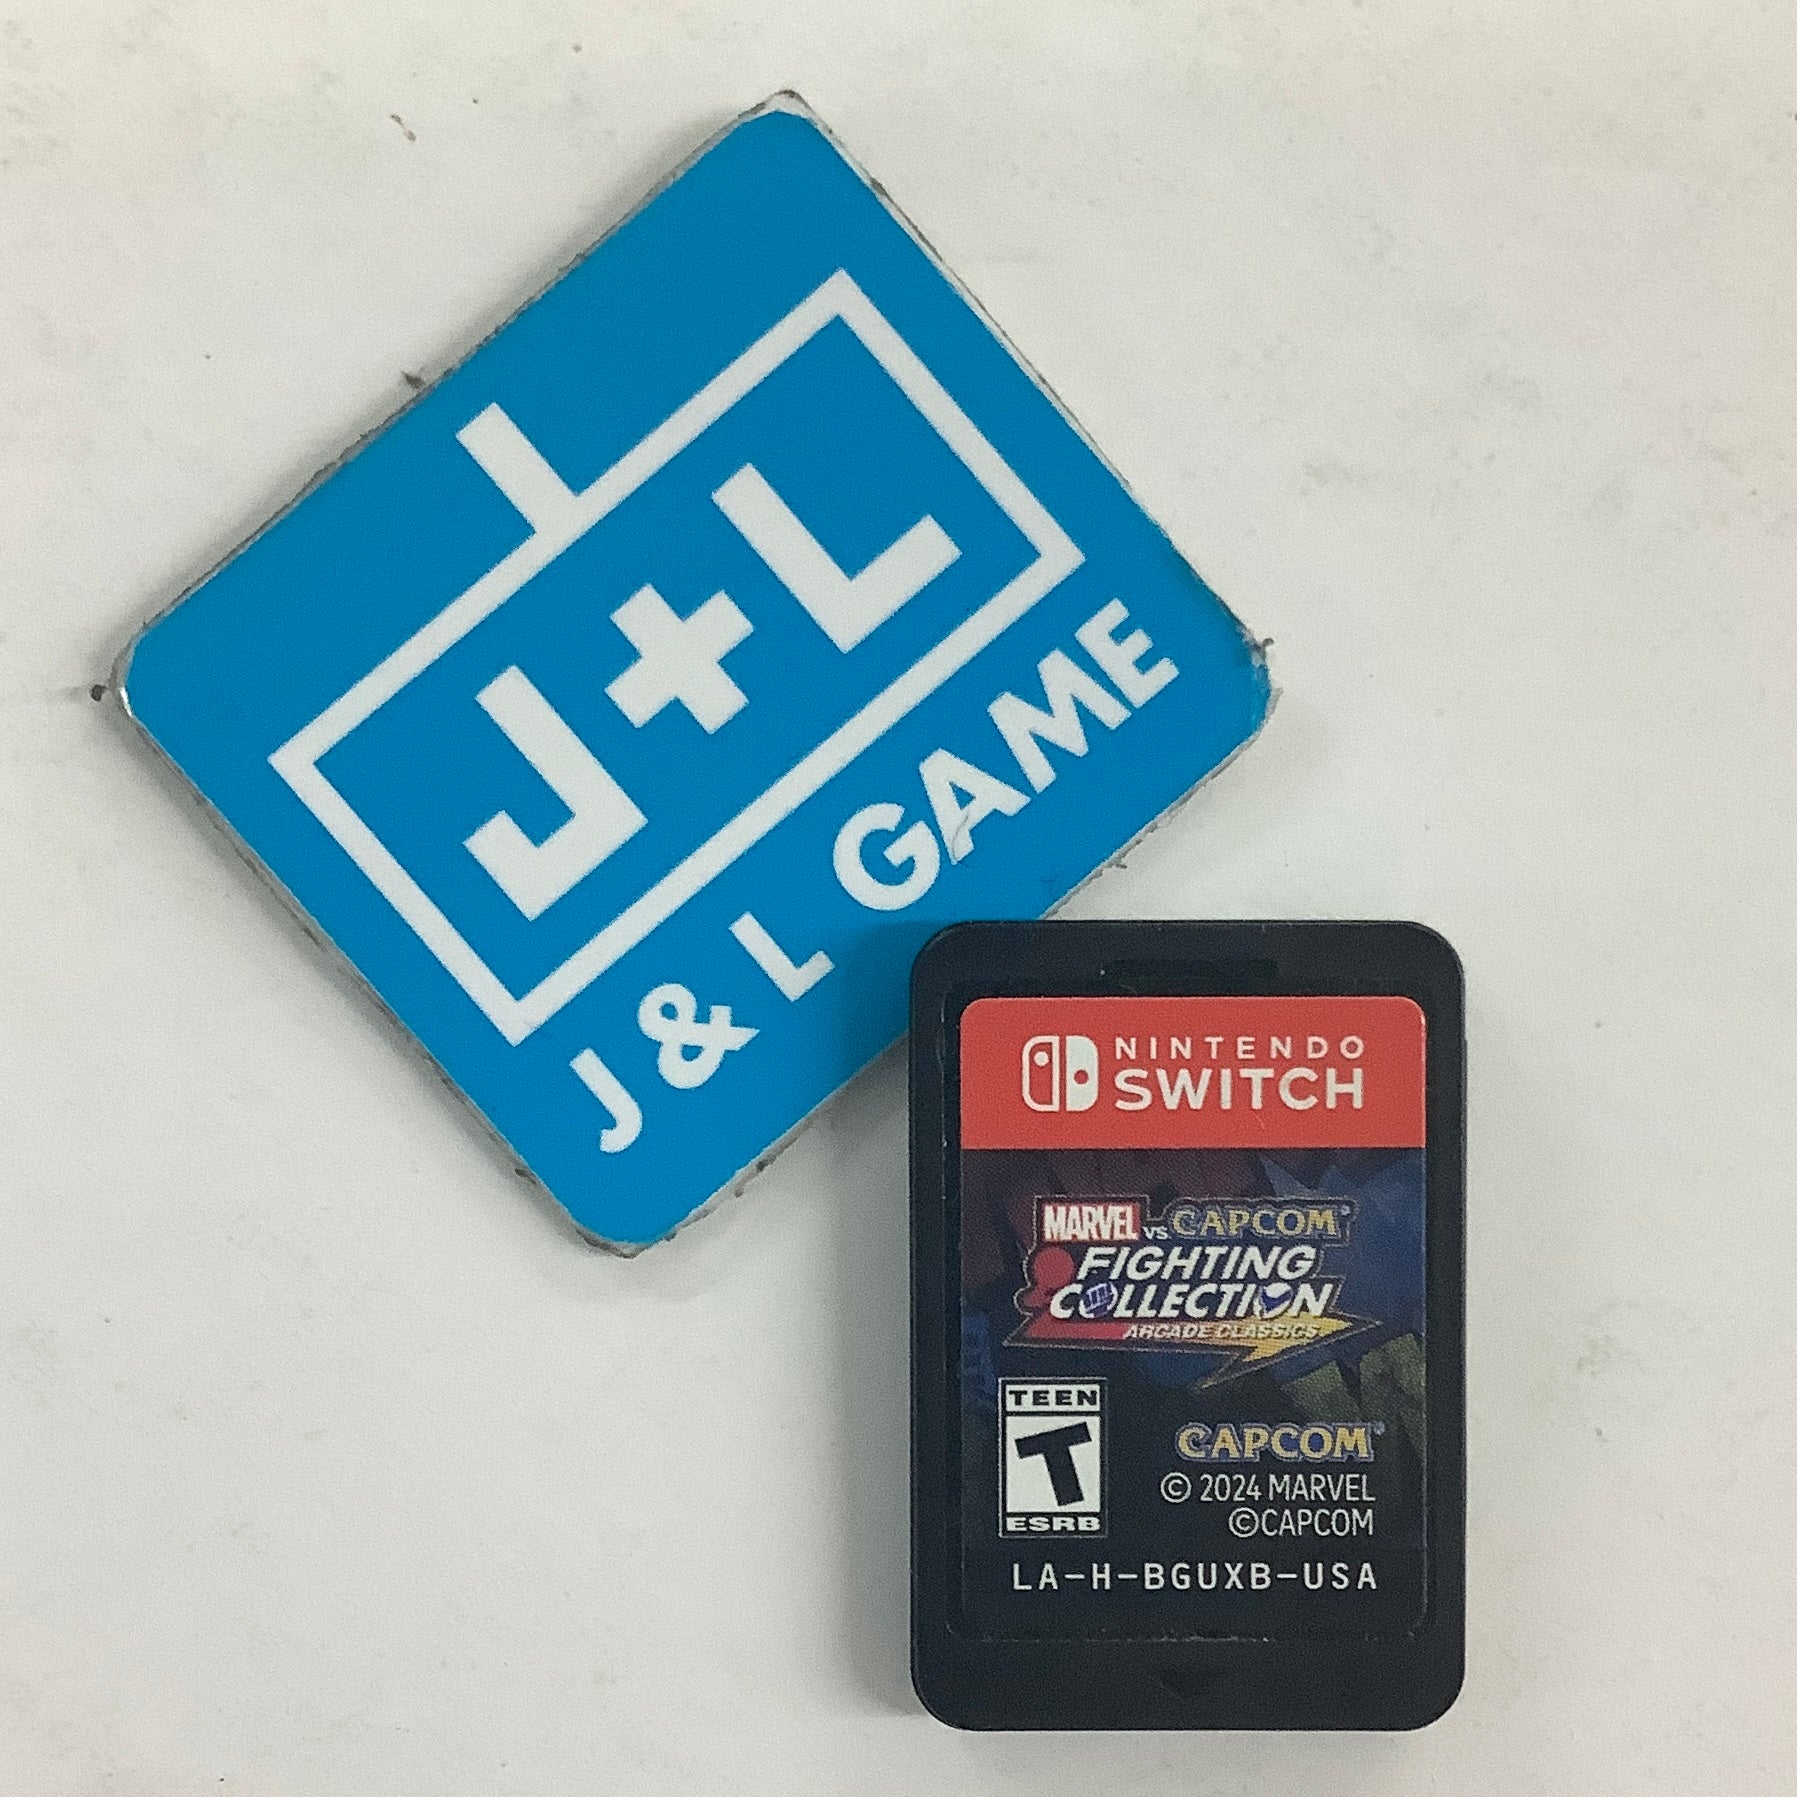 J+L
J & L GAME
NINTENDO
SWITCH
MARVEL VS. CAPCOM
FIGHTING
COLLECTION
ARCADE CLASSICS
TEEN
T
ESRB
CAPCOM
© 2024 MARVEL
©CAPCOM
LA-H-BGUXB-USA